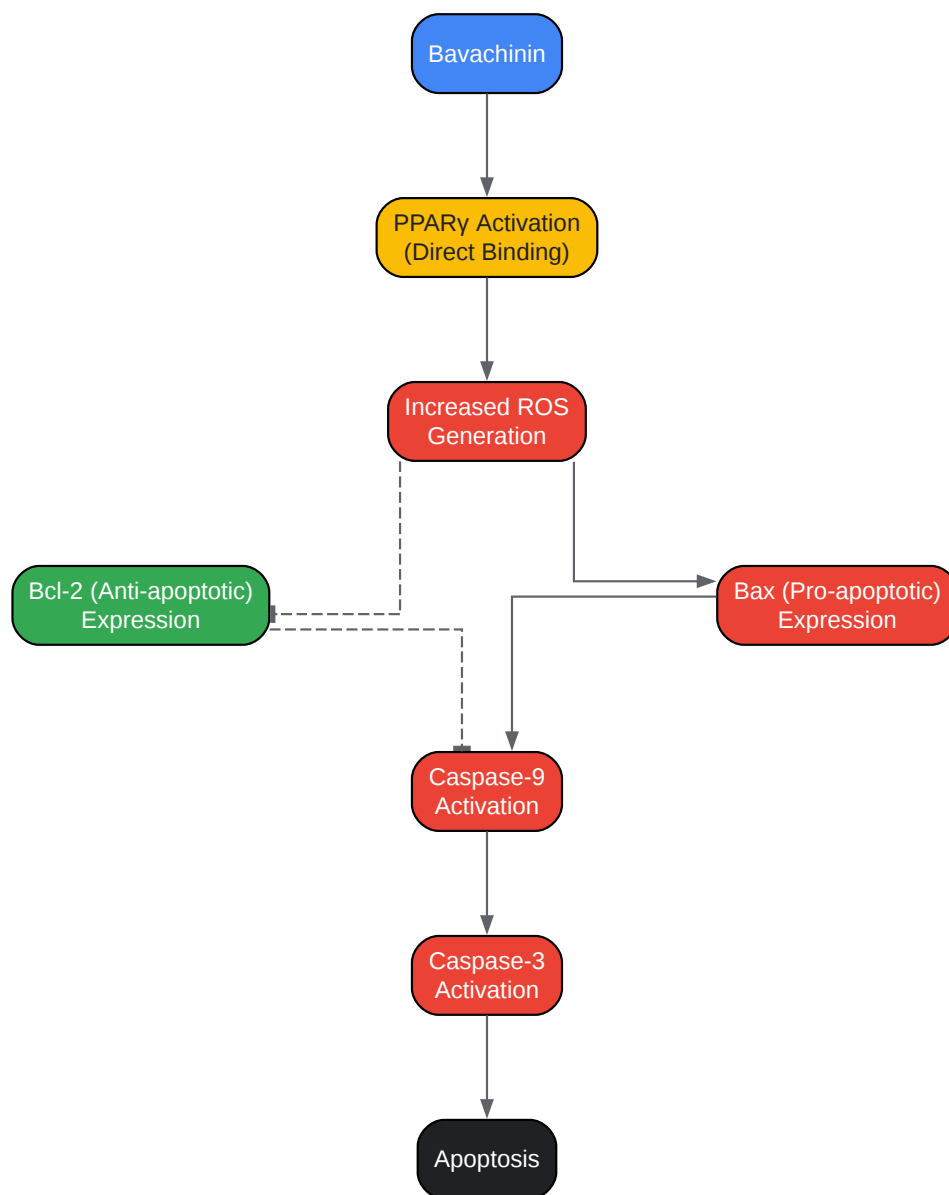 Bavachinin
PPARγ Activation
(Direct Binding)
Increased ROS
Generation
Bcl-2 (Anti-apoptotic)
Expression
Bax (Pro-apoptotic)
Expression
Caspase-9
Activation
Caspase-3
Activation
Apoptosis